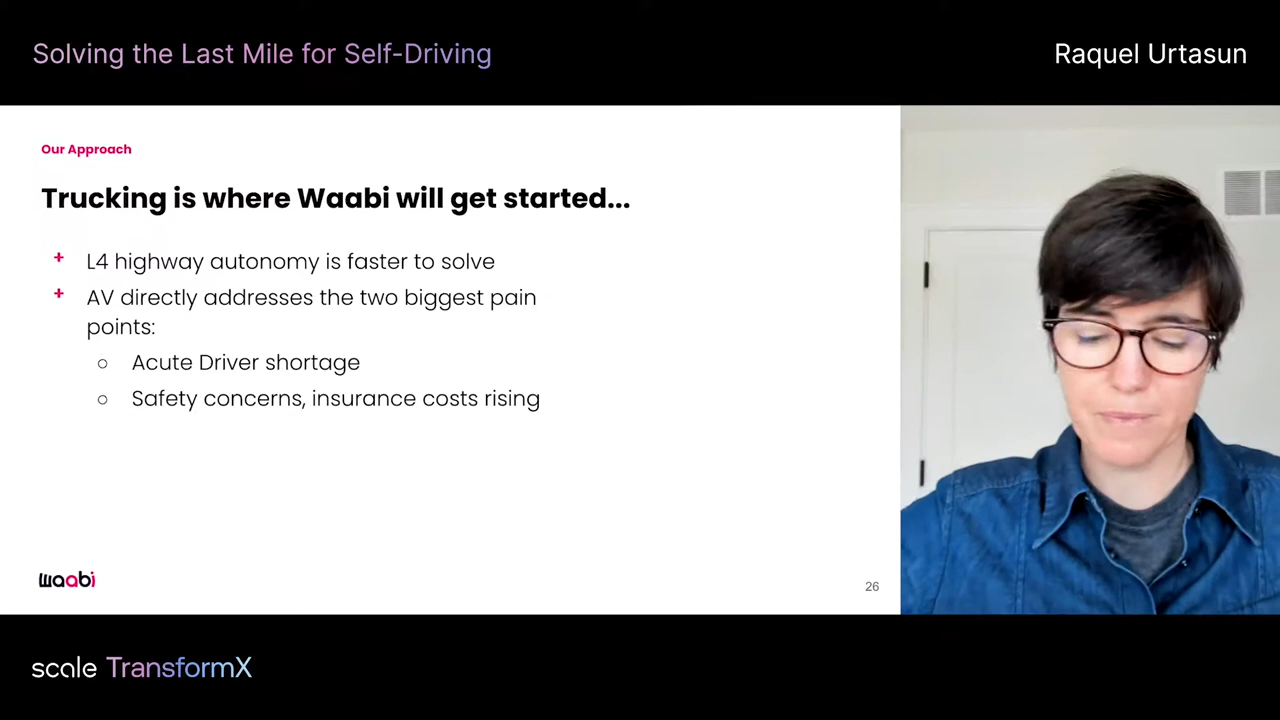 Solving the Last Mile for Self-Driving
Raquel Urtasun
Our Approach
Trucking is where Waabi will get started...
+ L4 highway autonomy is faster to solve
+ AV directly addresses the two biggest pain
points:
○ Acute Driver shortage
○ Safety concerns, insurance costs rising
waabi
26
scale TransformX